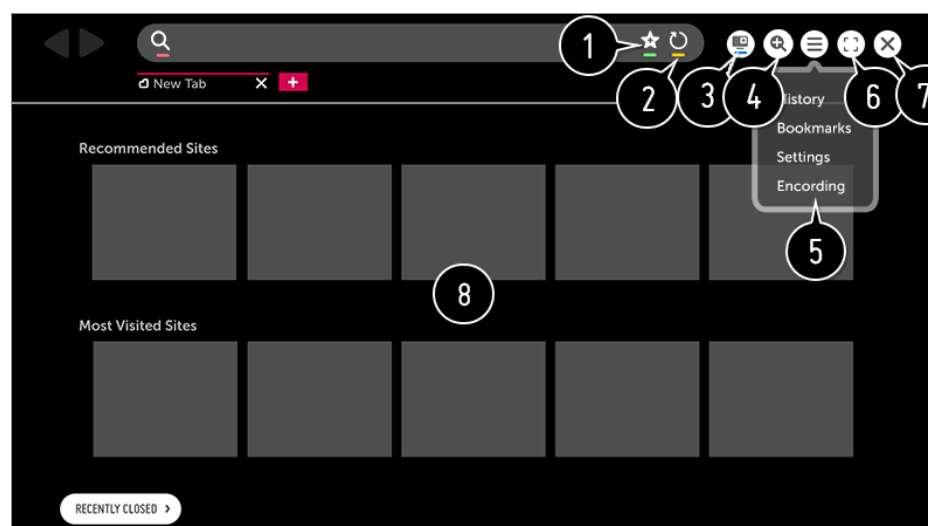 1
New Tab
2
3
4
6
7
History
Bookmarks
Settings
Encording
5
Recommended Sites
8
Most Visited Sites
RECENTLY CLOSED